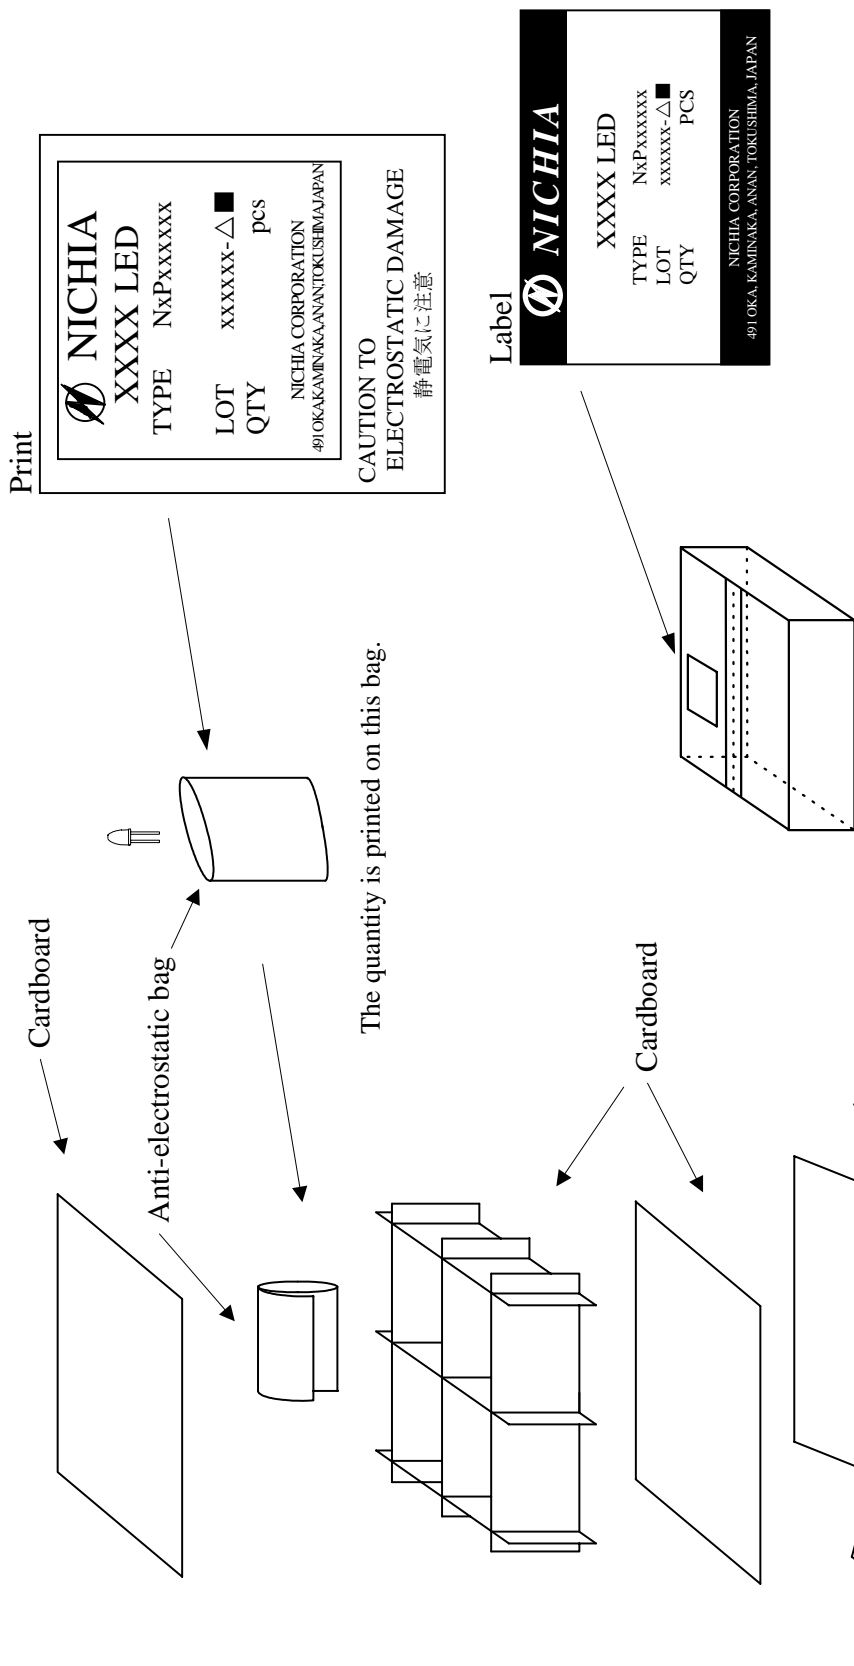 Print
NICHIA
XXXX LED
TYPE NxPxxxxxx
LOT xxxxxx-△■
QTY pcs
NICHIA CORPORATION
491 OKA,KAMINAKA,ANAN,TOKUSHIMA,JAPAN
CAUTION TO
ELECTROSTATIC DAMAGE
静電気に注意
Label
NICHIA
XXXX LED
TYPE NxPxxxxxx
LOT xxxxxx-△■
QTY PCS
NICHIA CORPORATION
491 OKA, KAMINAKA, ANAN, TOKUSHIMA, JAPAN
Cardboard
Anti-electrostatic bag
The quantity is printed on this bag.
Cardboard